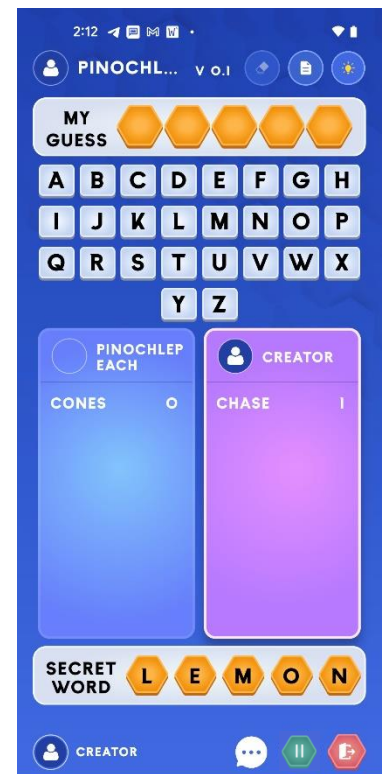 2:12
PINOCHL... V 0.1
MY
GUESS
A B C D E F G H
I J K L M N O P
Q R S T U V W X
Y Z
PINOCHLEP
EACH
CREATOR
CONES 0
CHASE 1
SECRET
WORD
L E M O N
CREATOR